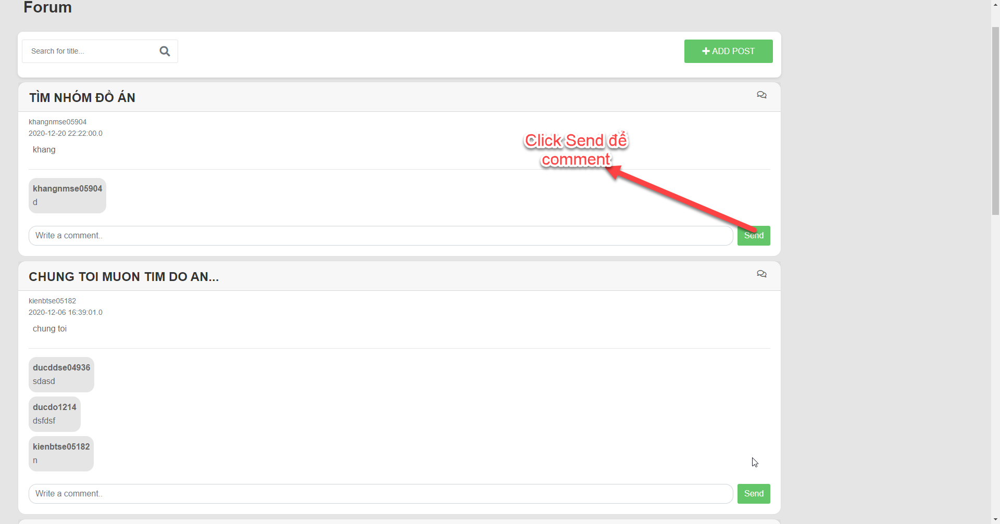 Forum
Search for title...
ADD POST
TÌM NHÓM ĐỒ ÁN
khangnmse05904
2020-12-20 22:22:00.0
khang
Click Send để
comment
khangnmse05904
d
Write a comment..
Send
CHUNG TOI MUON TIM DO AN...
kienbtse05182
2020-12-06 16:39:01.0
chung toi
ducddse04936
sdasd
ducdo1214
dsfdsf
kienbtse05182
n
Write a comment..
Send